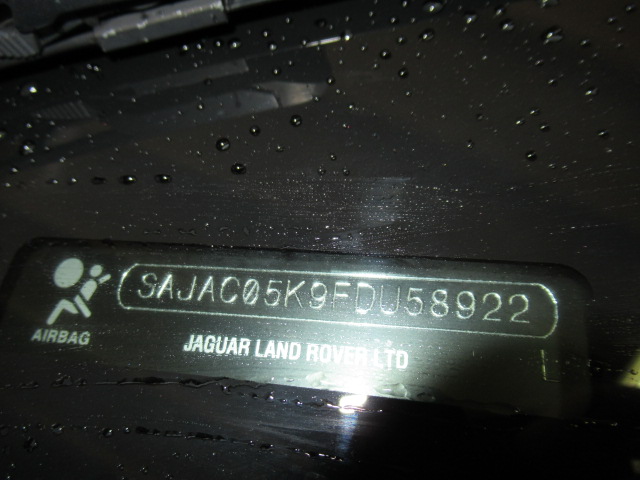 SAJAC05K9FDU58922
AIRBAG
JAGUAR LAND ROVER LTD